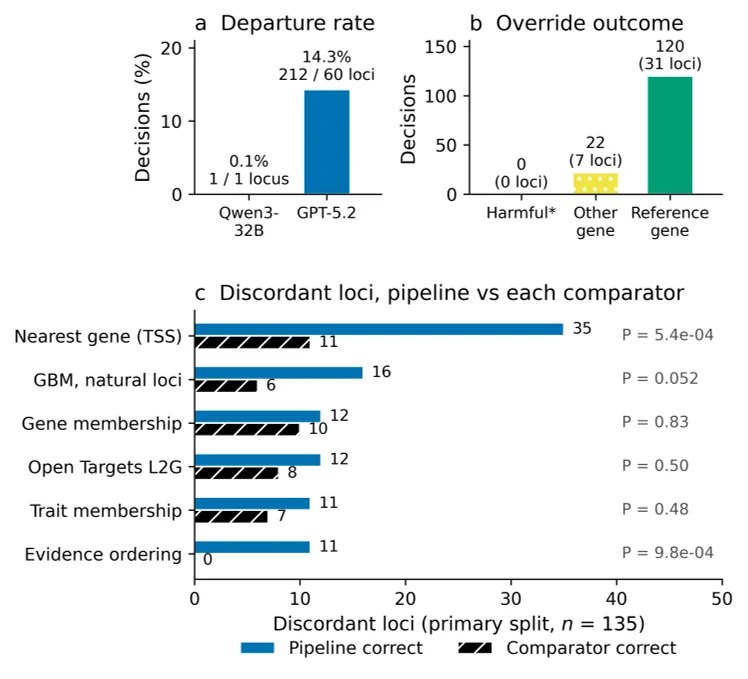 a Departure rate
Decisions (%)
20
10
0
14.3%
212 / 60 loci
0.1%
1 / 1 locus
Qwen3-
32B
GPT-5.2
b Override outcome
Decisions
150
100
50
0
120
(31 loci)
22
(7 loci)
0
(0 loci)
Harmful*
Other
gene
Reference
gene
c Discordant loci, pipeline vs each comparator
Nearest gene (TSS) 35 11 P = 5.4e-04
GBM, natural loci 16 6 P = 0.052
Gene membership 12 10 P = 0.83
Open Targets L2G 12 8 P = 0.50
Trait membership 11 7 P = 0.48
Evidence ordering 11 0 P = 9.8e-04
0 10 20 30 40 50
Discordant loci (primary split, n = 135)
Pipeline correct Comparator correct